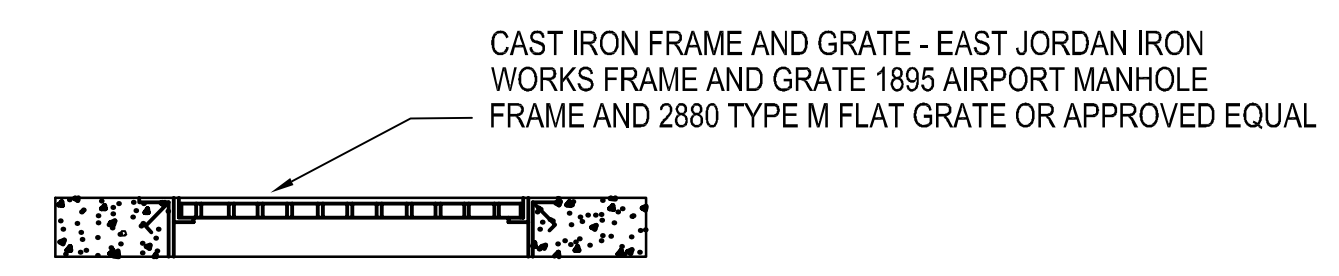 CAST IRON FRAME AND GRATE - EAST JORDAN IRON
WORKS FRAME AND GRATE 1895 AIRPORT MANHOLE
FRAME AND 2880 TYPE M FLAT GRATE OR APPROVED EQUAL